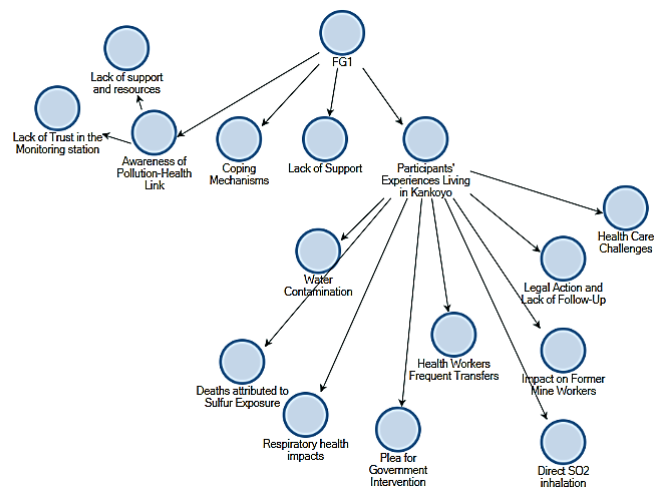 FG1
Lack of support
and resources
Lack of Trust in the
Monitoring station
Awareness of
Pollution-Health
Link
Coping
Mechanisms
Lack of Support
Participants'
Experiences Living
in Kankoyo
Health Care
Challenges
Water
Contamination
Legal Action and
Lack of Follow-Up
Health Workers
Frequent Transfers
Deaths attributed to
Sulfur Exposure
Impact on Former
Mine Workers
Respiratory health
impacts
Plea for
Government
Intervention
Direct SO2
inhalation